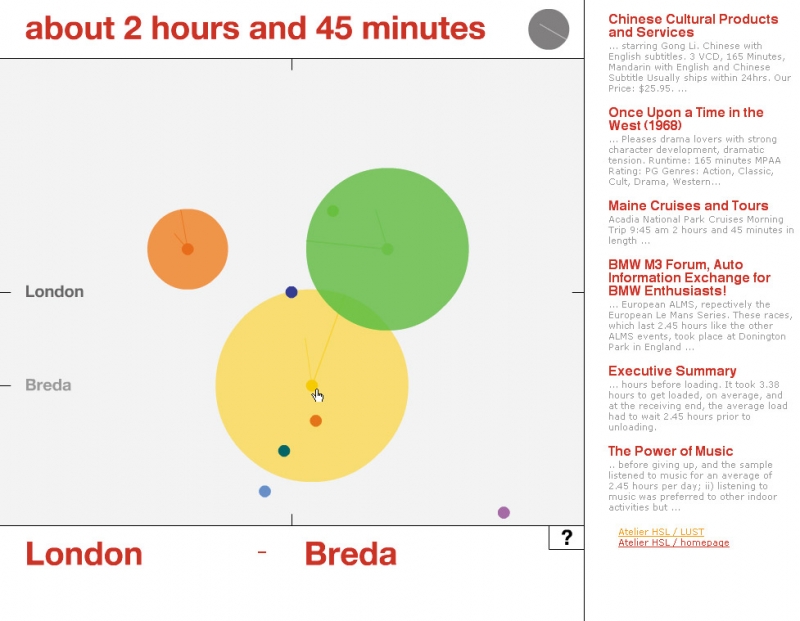 about 2 hours and 45 minutes
London
Breda
?
London - Breda
Chinese Cultural Products
and Services
... starring Gong Li. Chinese with
English subtitles. 3 VCD, 165 Minutes,
Mandarin with English and Chinese
Subtitle Usually ships within 24hrs. Our
Price: $25.95. ...
Once Upon a Time in the
West (1968)
... Pleases drama lovers with strong
character development, dramatic
tension. Runtime: 165 minutes MPAA
Rating: PG Genres: Action, Classic,
Cult, Drama, Western...
Maine Cruises and Tours
Acadia National Park Cruises Morning
Trip 9:45 am 2 hours and 45 minutes in
length ...
BMW M3 Forum, Auto
Information Exchange for
BMW Enthusiasts!
... European ALMS, repectively the
European Le Mans Series. These races,
which last 2.45 hours like the other
ALMS events, took place at Donington
Park in England ...
Executive Summary
... hours before loading. It took 3.38
hours to get loaded, on average, and
at the receiving end, the average load
had to wait 2.45 hours prior to
unloading.
The Power of Music
.. before giving up, and the sample
listened to music for an average of
2.45 hours per day; ii) listening to
music was preferred to other indoor
activities but ...
Atelier HSL / LUST
Atelier HSL / homepage